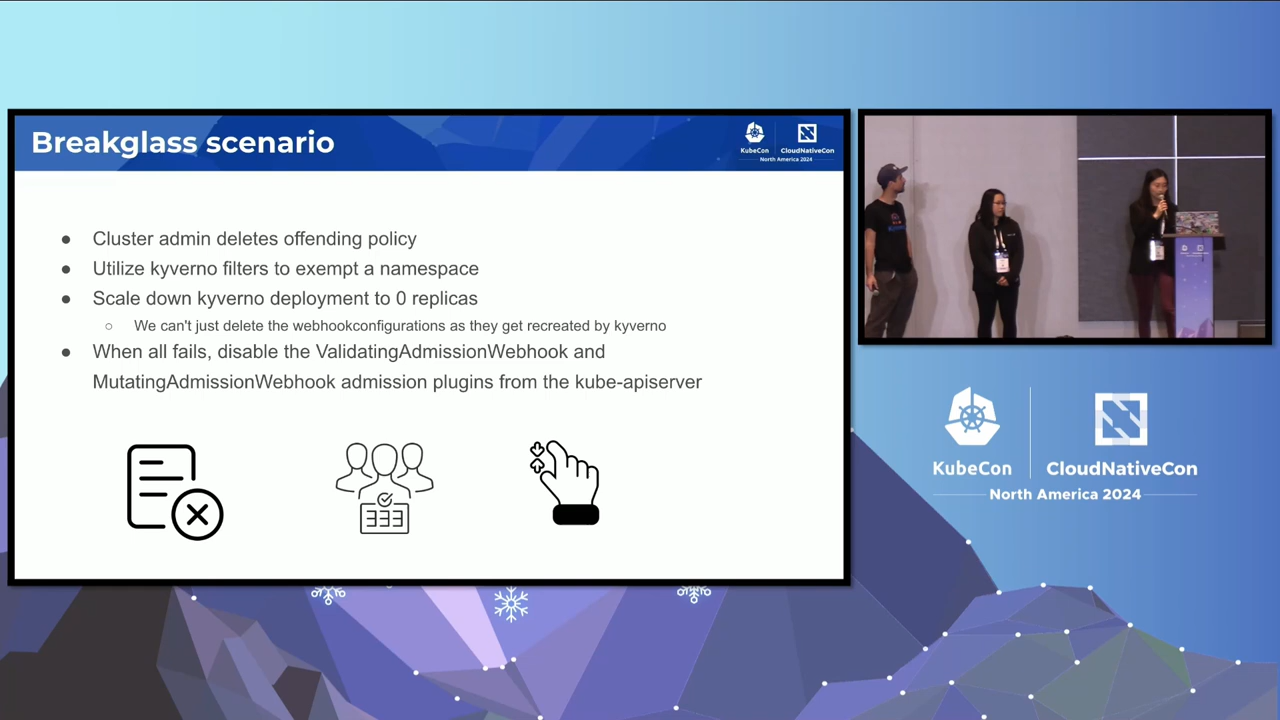 Breakglass scenario
KubeCon
CloudNativeCon
North America 2024
● Cluster admin deletes offending policy
● Utilize kyverno filters to exempt a namespace
● Scale down kyverno deployment to 0 replicas
○ We can't just delete the webhookconfigurations as they get recreated by kyverno
● When all fails, disable the ValidatingAdmissionWebhook and
MutatingAdmissionWebhook admission plugins from the kube-apiserver
333
KubeCon
CloudNativeCon
North America 2024